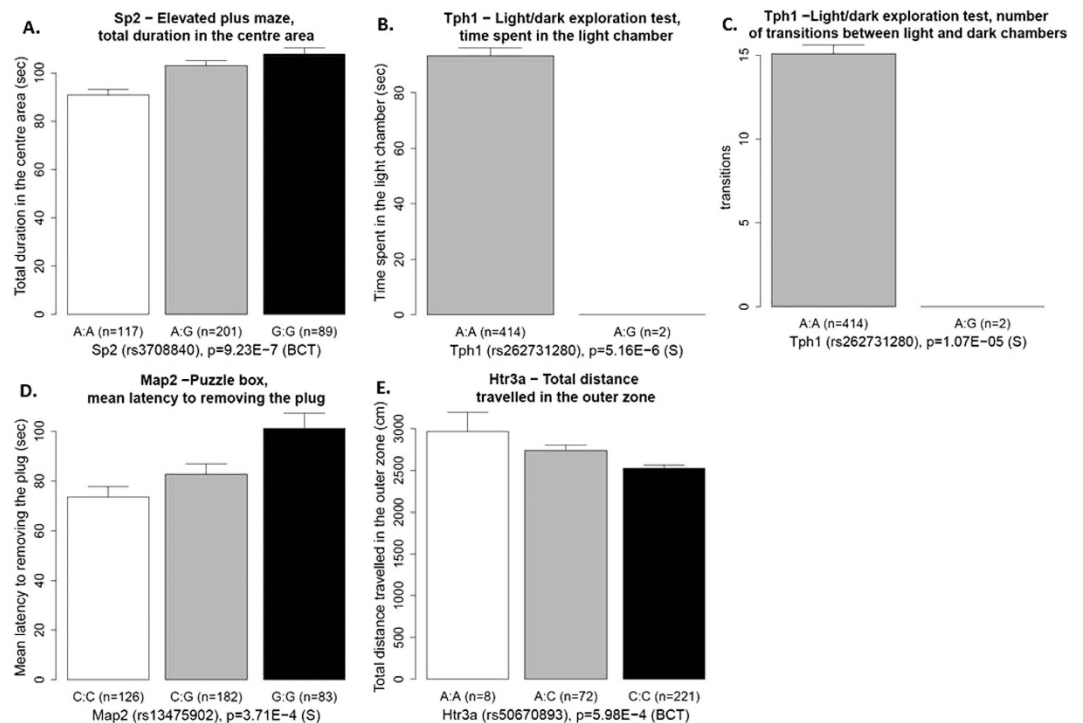 A.
Sp2 − Elevated plus maze,
total duration in the centre area
Total duration in the centre area (sec)
0
20
40
60
80
100
A:A (n=117)
A:G (n=201)
G:G (n=89)
Sp2 (rs3708840), p=9.23E−7 (BCT)
B.
Tph1 − Light/dark exploration test,
time spent in the light chamber
Time spent in the light chamber (sec)
0
20
40
60
80
A:A (n=414)
A:G (n=2)
Tph1 (rs262731280), p=5.16E−6 (S)
C.
Tph1 −Light/dark exploration test, number
of transitions between light and dark chambers
transitions
0
5
10
15
A:A (n=414)
A:G (n=2)
Tph1 (rs262731280), p=1.07E−05 (S)
D.
Map2 −Puzzle box,
mean latency to removing the plug
Mean latency to removing the plug (sec)
0
20
40
60
80
100
C:C (n=126)
C:G (n=182)
G:G (n=83)
Map2 (rs13475902), p=3.71E−4 (S)
E.
Htr3a − Total distance
travelled in the outer zone
Total distance travelled in the outer zone (cm)
0
500
1000
1500
2000
2500
3000
A:A (n=8)
A:C (n=72)
C:C (n=221)
Htr3a (rs50670893), p=5.98E−4 (BCT)